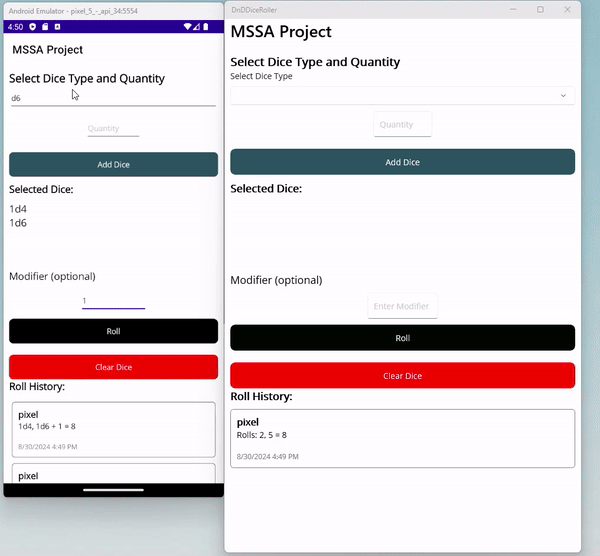 Android Emulator - pixel_5_-_api_34:5554
4:50
MSSA Project
Select Dice Type and Quantity
d6
Quantity
Add Dice
Selected Dice:
1d4
1d6
Modifier (optional)
1
Roll
Clear Dice
Roll History:
pixel
1d4, 1d6 + 1 = 8
8/30/2024 4:49 PM
pixel
DnDDiceRoller
MSSA Project
Select Dice Type and Quantity
Select Dice Type
Quantity
Add Dice
Selected Dice:
Modifier (optional)
Enter Modifier
Roll
Clear Dice
Roll History:
pixel
Rolls: 2, 5 = 8
8/30/2024 4:49 PM